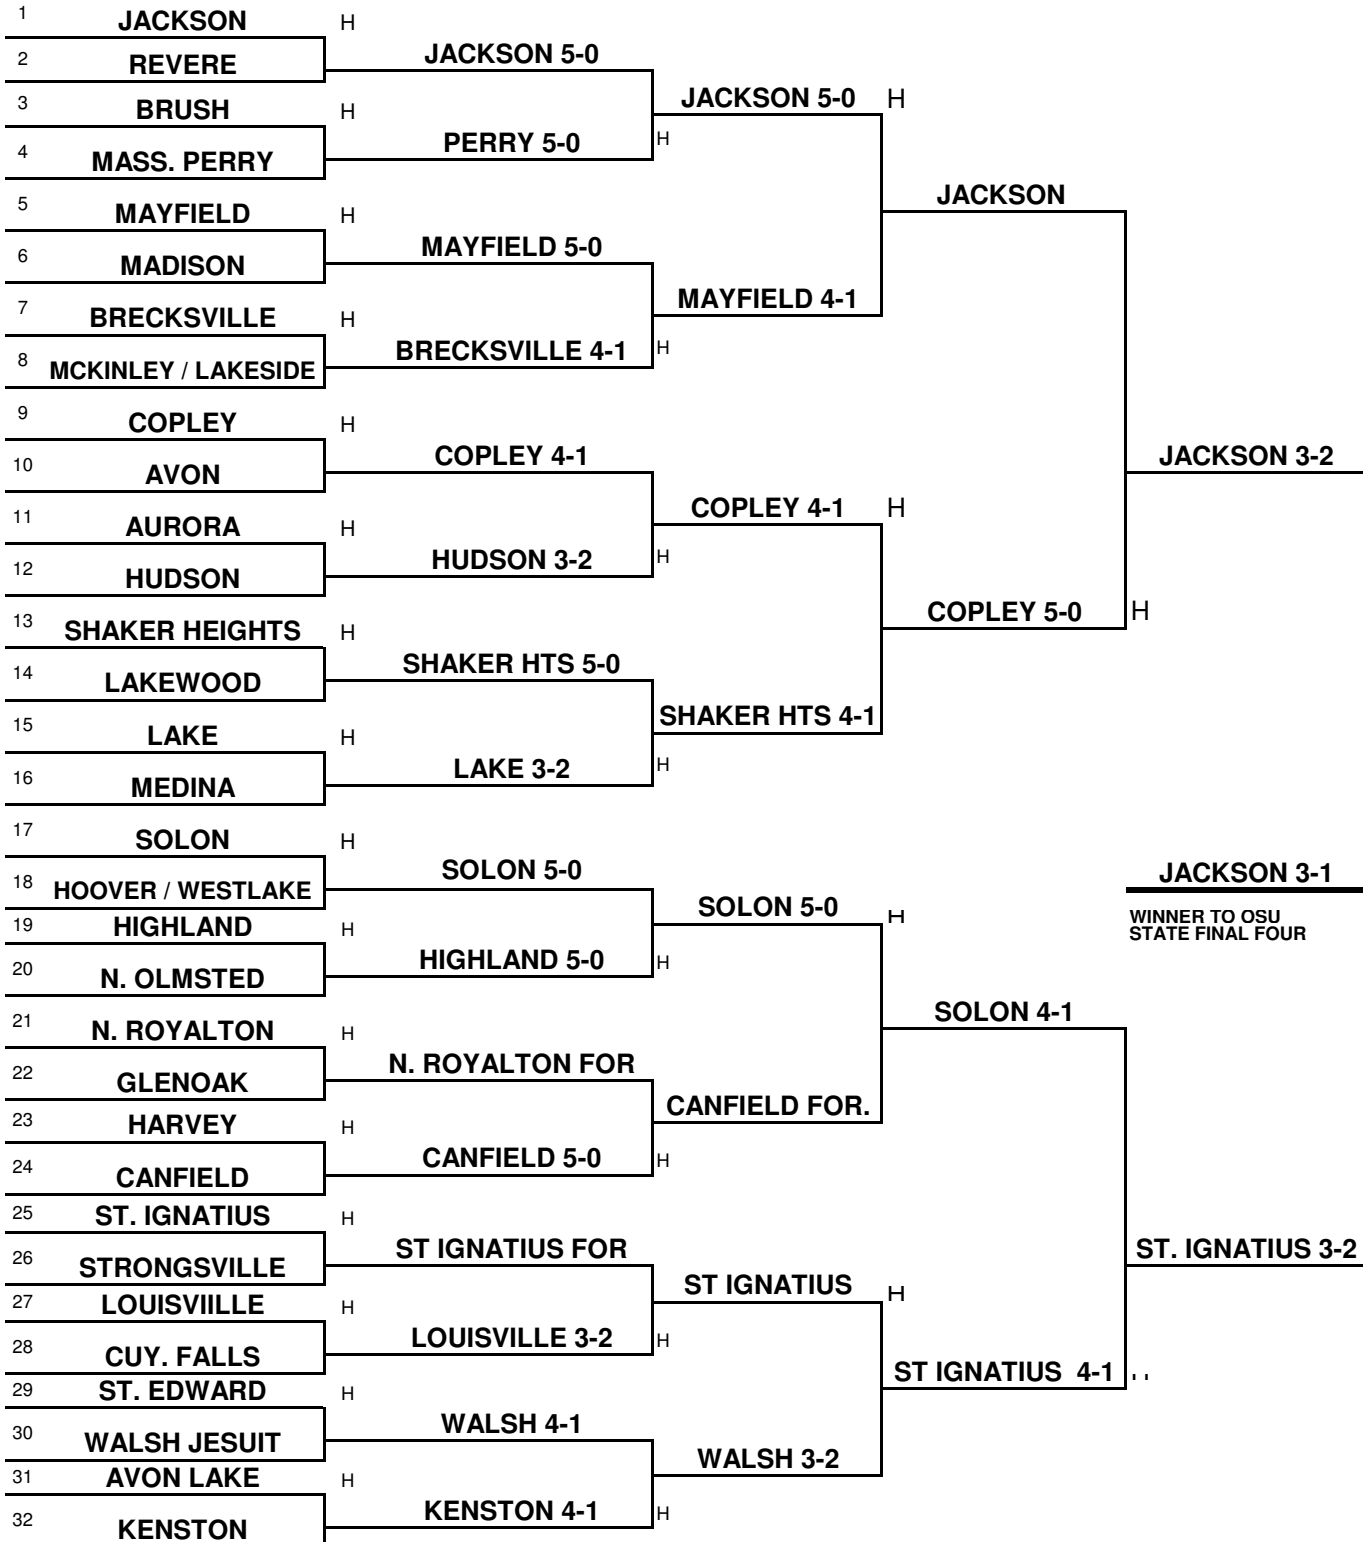 1 JACKSON H
2 REVERE
JACKSON 5-0
3 BRUSH H
4 MASS. PERRY
PERRY 5-0 H
JACKSON 5-0 H
5 MAYFIELD H
6 MADISON
MAYFIELD 5-0
7 BRECKSVILLE H
8 MCKINLEY / LAKESIDE
BRECKSVILLE 4-1 H
MAYFIELD 4-1
JACKSON
9 COPLEY H
10 AVON
COPLEY 4-1
11 AURORA H
12 HUDSON
HUDSON 3-2 H
COPLEY 4-1 H
13 SHAKER HEIGHTS H
14 LAKEWOOD
SHAKER HTS 5-0
15 LAKE H
16 MEDINA
LAKE 3-2 H
SHAKER HTS 4-1
COPLEY 5-0 H
JACKSON 3-2
17 SOLON H
18 HOOVER / WESTLAKE
SOLON 5-0
19 HIGHLAND H
20 N. OLMSTED
HIGHLAND 5-0 H
SOLON 5-0 H
21 N. ROYALTON H
22 GLENOAK
N. ROYALTON FOR
23 HARVEY H
24 CANFIELD
CANFIELD 5-0 H
CANFIELD FOR.
SOLON 4-1
25 ST. IGNATIUS H
26 STRONGSVILLE
ST IGNATIUS FOR
27 LOUISVIILLE H
28 CUY. FALLS
LOUISVILLE 3-2 H
ST IGNATIUS H
29 ST. EDWARD H
30 WALSH JESUIT
WALSH 4-1
31 AVON LAKE H
32 KENSTON
KENSTON 4-1 H
WALSH 3-2
ST IGNATIUS 4-1
ST. IGNATIUS 3-2
JACKSON 3-1
WINNER TO OSU
STATE FINAL FOUR